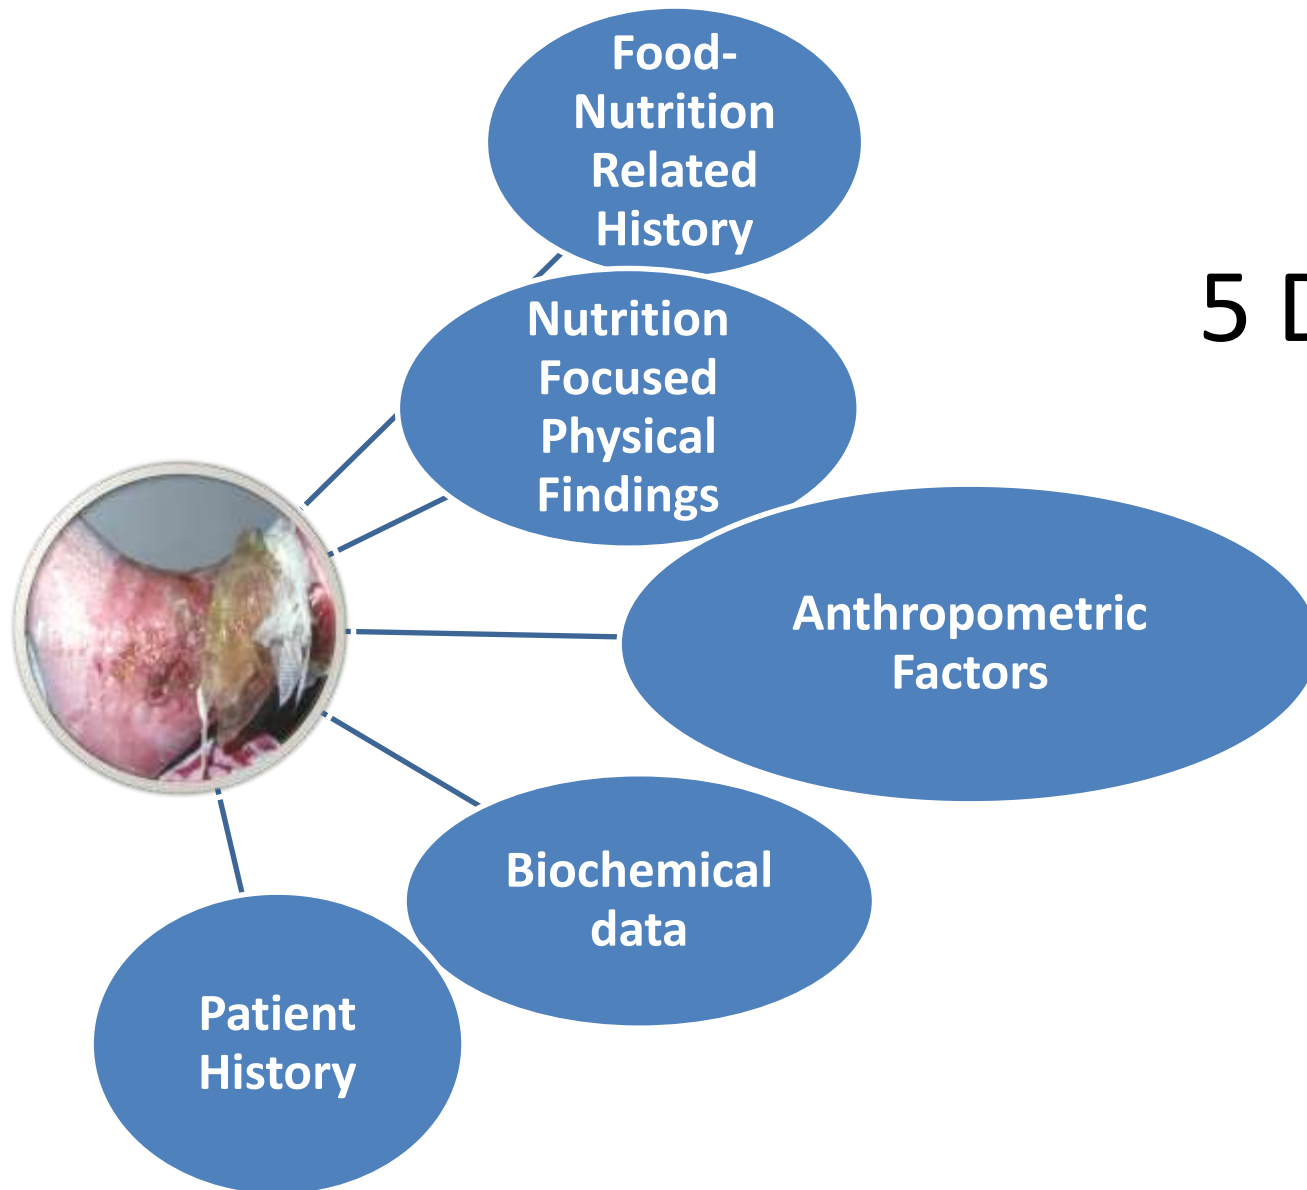 Food-
Nutrition
Related
History
Nutrition
Focused
Physical
Findings
5 D
Anthropometric
Factors
Biochemical
data
Patient
History